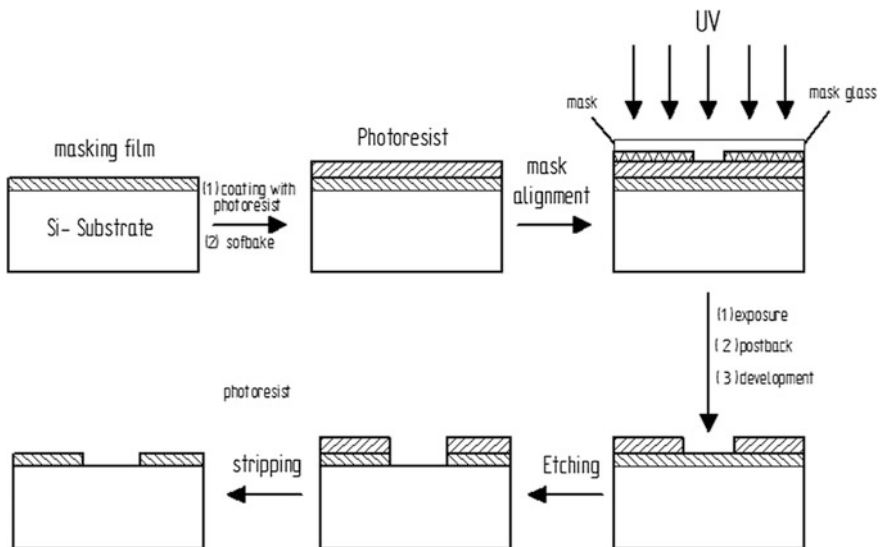 UV
mask
mask glass
masking film
Photoresist
(1)coating with
photoresist
(2) sofbake
mask
alignment
Si- Substrate
(1)exposure
(2)postback
(3)development
photoresist
stripping
Etching